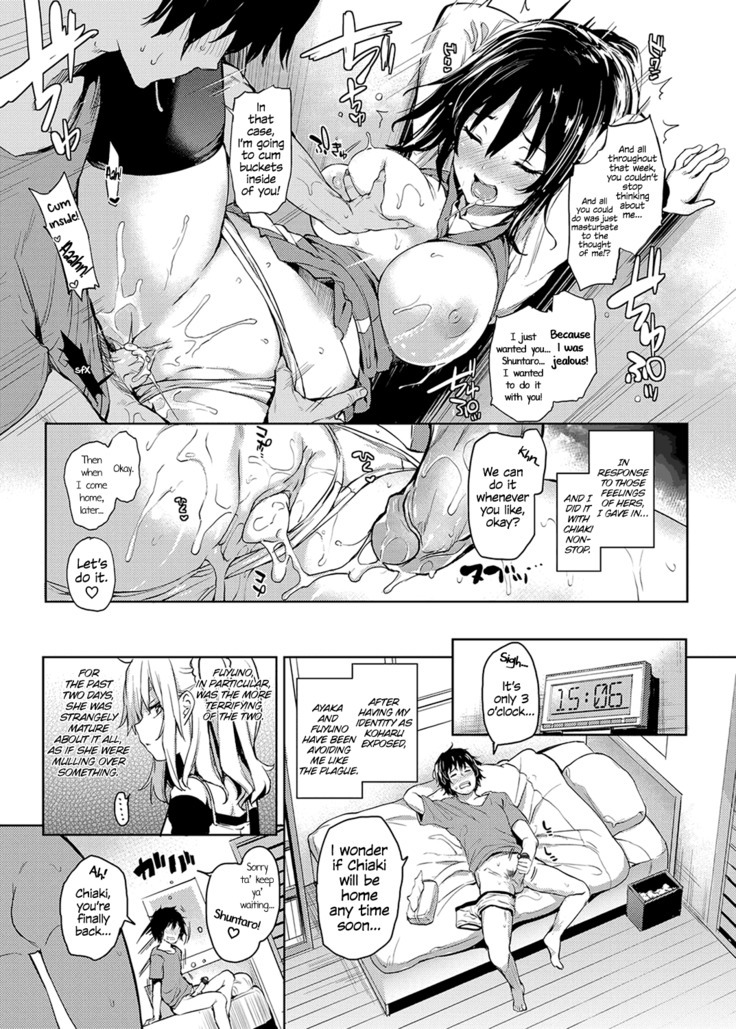 And all
throughout
that week,
you couldn't
stop
thinking
about
me...
And all
you could
do was just
masturbate to
the thought
of me!?
In
that case,
I'm going
to cum
buckets
inside
of you!
Because
I was
jealous!
I just
wanted you...
Shuntaro...
I wanted
to do it
with you!
Aah!
Cum
inside!
♡
Aahn!
♡
SFX
IN
RESPONSE
TO THOSE
FEELINGS
OF HERS,
I GAVE IN...
AND I
DID IT
WITH
CHIAKI
NON-
STOP.
We can
do it
whenever
you like,
okay?
Okay.
Then
when
I come
home,
later...
Let's
do it.
♡
Sigh...
It's
only 3
o'clock...
15:06
AFTER
HAVING MY
IDENTITY AS
KOHARU
EXPOSED,
AYAKA
AND
FUYUNO
HAVE BEEN
AVOIDING
ME LIKE
THE PLAGUE.
I wonder
if Chiaki
will be
home
any time
soon...
FUYUNO,
IN PARTICULAR,
WAS THE MORE
TERRIFYING
OF THE TWO.
FOR
THE PAST
TWO DAYS,
SHE WAS
STRANGELY
MATURE
ABOUT IT ALL,
AS IF SHE WERE
MULLING OVER
SOMETHING.
Sorry
ta' keep
ya'
waiting...
Shuntaro!
♡
ガバッ
Ah!
Chiaki,
you're
finally
back...